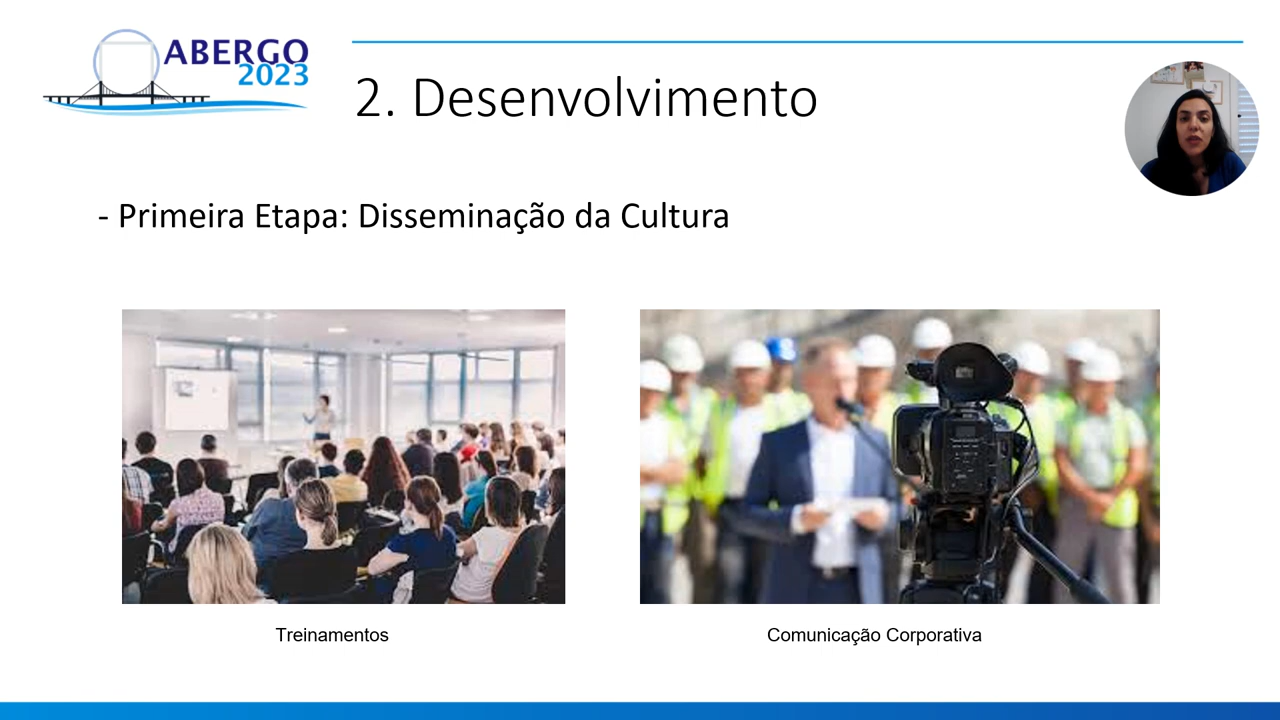 ABERGO
2023
2. Desenvolvimento
- Primeira Etapa: Disseminação da Cultura
Treinamentos
Comunicação Corporativa